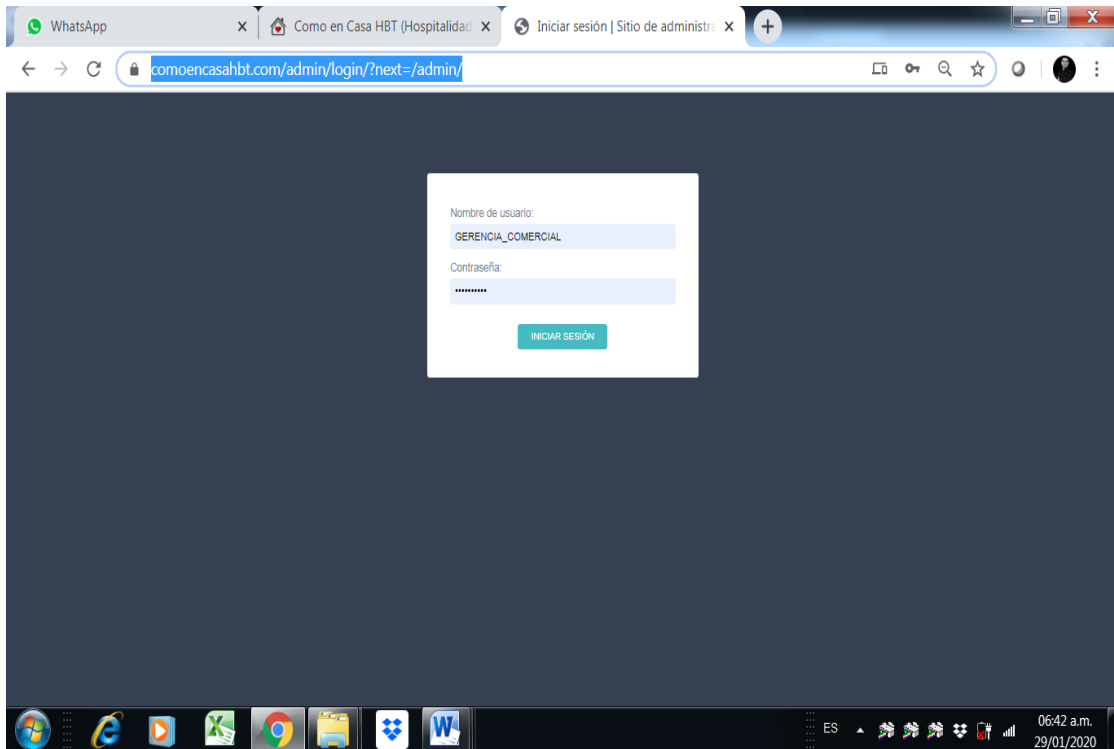 WhatsApp
Como en Casa HBT (Hospitalidad
Iniciar sesión | Sitio de administra
comoencasahbt.com/admin/login/?next=/admin/
Nombre de usuario:
GERENCIA_COMERCIAL
Contraseña:
••••••••••
INICIAR SESIÓN
ES
06:42 a.m.
29/01/2020